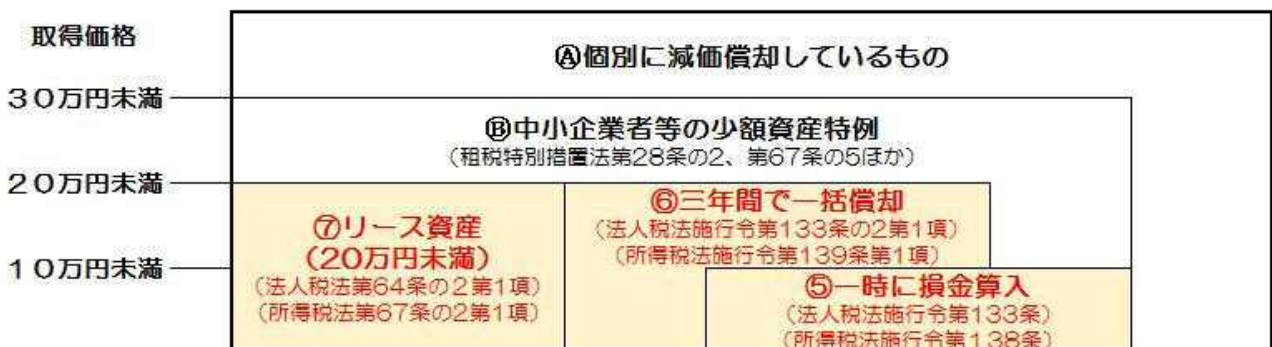 取得価格
Ⓐ個別に減価償却しているもの
30万円未満
Ⓑ中小企業者等の少額資産特例
(租税特別措置法第28条の2、第67条の5ほか)
20万円未満
⑦リース資産
(20万円未満)
(法人税法第64条の2第1項)
(所得税法第67条の2第1項)
⑥三年間で一括償却
(法人税法施行令第133条の2第1項)
(所得税法施行令第139条第1項)
10万円未満
⑤一時に損金算入
(法人税法施行令第133条)
(所得税法施行令第138条)